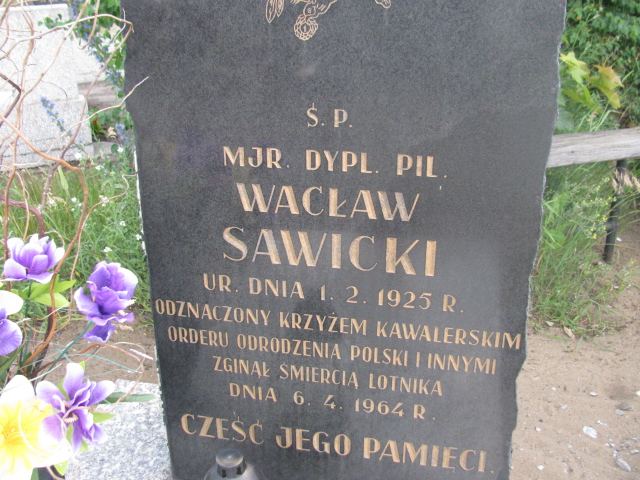 Ś.P.
MJR. DYPL. PIL.
WACŁAW
SAWICKI
UR. DNIA 1. 2. 1925 R.
ODZNACZONY KRZYŻEM KAWALERSKIM
ORDERU ODRODZENIA POLSKI I INNYMI
ZGINĄŁ ŚMIERCIĄ LOTNIKA
DNIA 6. 4. 1964 R.
CZEŚĆ JEGO PAMIĘCI.